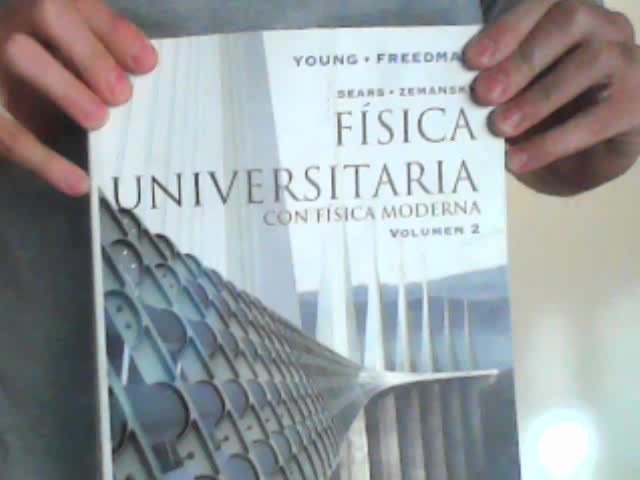 YOUNG • FREEDMA
SEARS • ZEMANSK
FÍSICA
UNIVERSITARIA
CON FÍSICA MODERNA
VOLUMEN 2